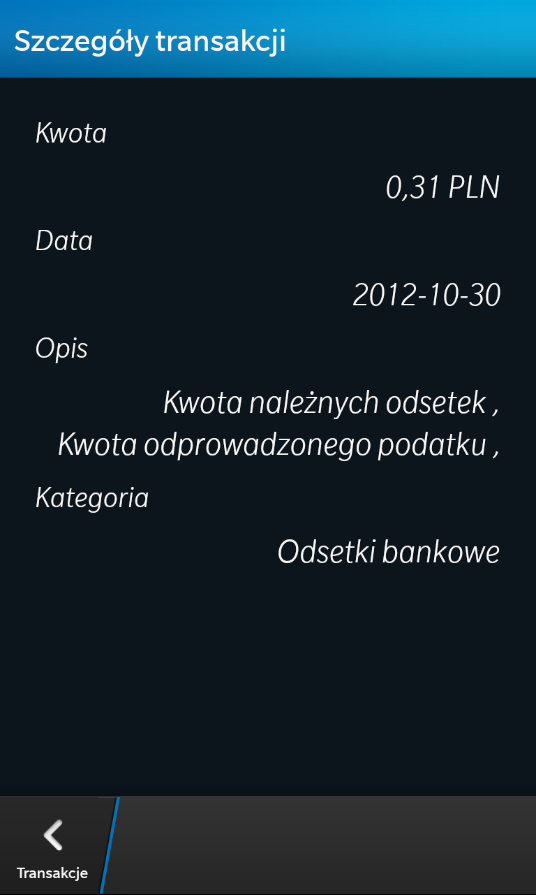 Szczegóły transakcji
Kwota
0,31 PLN
Data
2012-10-30
Opis
Kwota należnych odsetek ,
Kwota odprowadzonego podatku ,
Kategoria
Odsetki bankowe
Transakcje